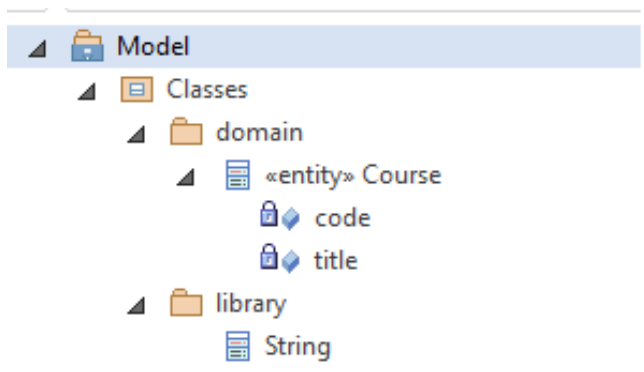 Model
Classes
domain
«entity» Course
code
title
library
String